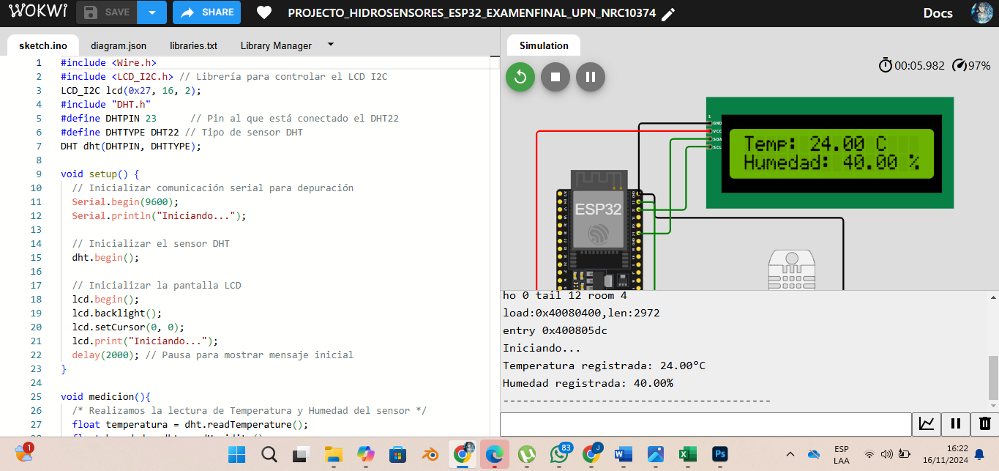 WOKWI SAVE SHARE PROJECTO_HIDROSENSORES_ESP32_EXAMENFINAL_UPN_NRC10374 Docs
sketch.ino diagram.json libraries.txt Library Manager
1 #include <Wire.h>
2 #include <LCD_I2C.h> // Librería para controlar el LCD I2C
3 LCD_I2C lcd(0x27, 16, 2);
4 #include "DHT.h"
5 #define DHTPIN 23 // Pin al que está conectado el DHT22
6 #define DHTTYPE DHT22 // Tipo de sensor DHT
7 DHT dht(DHTPIN, DHTTYPE);
8
9 void setup() {
10 // Inicializar comunicación serial para depuración
11 Serial.begin(9600);
12 Serial.println("Iniciando...");
13
14 // Inicializar el sensor DHT
15 dht.begin();
16
17 // Inicializar la pantalla LCD
18 lcd.begin();
19 lcd.backlight();
20 lcd.setCursor(0, 0);
21 lcd.print("Iniciando...");
22 delay(2000); // Pausa para mostrar mensaje inicial
23 }
24
25 void medicion(){
26 /* Realizamos la lectura de Temperatura y Humedad del sensor */
27 float temperatura = dht.readTemperature();
Simulation
00:05.982 97%
1
GND
VCC
SDA
SCL
Temp: 24.00 C
Humedad: 40.00 %
ESP32
ho 0 tail 12 room 4
load:0x40080400,len:2972
entry 0x400805dc
Iniciando...
Temperatura registrada: 24.00°C
Humedad registrada: 40.00%
---------------------------------------
1
83
J
ESP
LAA
16:22
16/11/2024